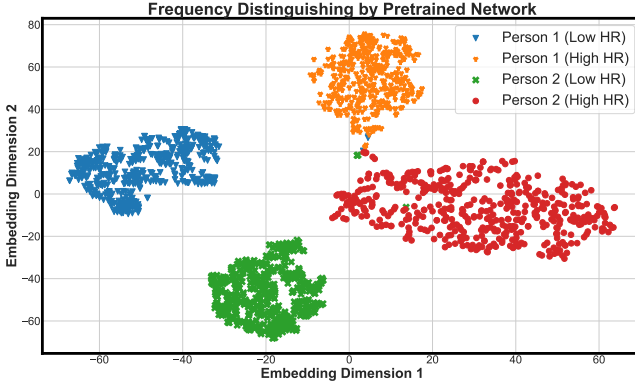 Frequency Distinguishing by Pretrained Network
Person 1 (Low HR)
Person 1 (High HR)
Person 2 (Low HR)
Person 2 (High HR)
Embedding Dimension 2
80
60
40
20
0
−20
−40
−60
−60 −40 −20 0 20 40 60
Embedding Dimension 1